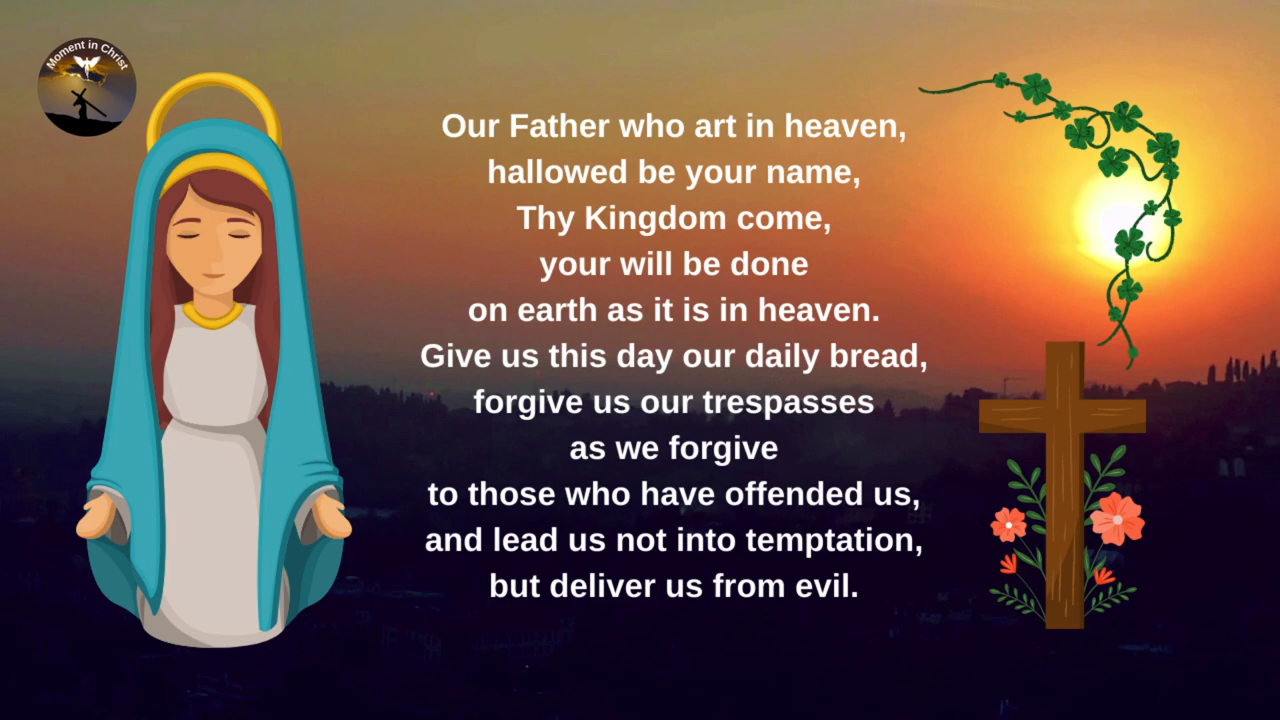 Moment in Christ
Our Father who art in heaven,
hallowed be your name,
Thy Kingdom come,
your will be done
on earth as it is in heaven.
Give us this day our daily bread,
forgive us our trespasses
as we forgive
to those who have offended us,
and lead us not into temptation,
but deliver us from evil.